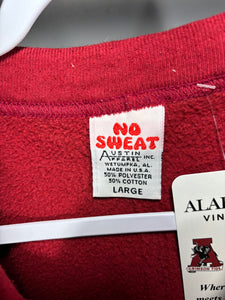 NO
SWEAT
AUSTIN
APPAREL INC.
WETUMPKA, AL.
MADE IN U.S.A.
50% POLYESTER
50% COTTON
LARGE
ALA
VIN
A
CRIMSON TIDE
Wher
meets